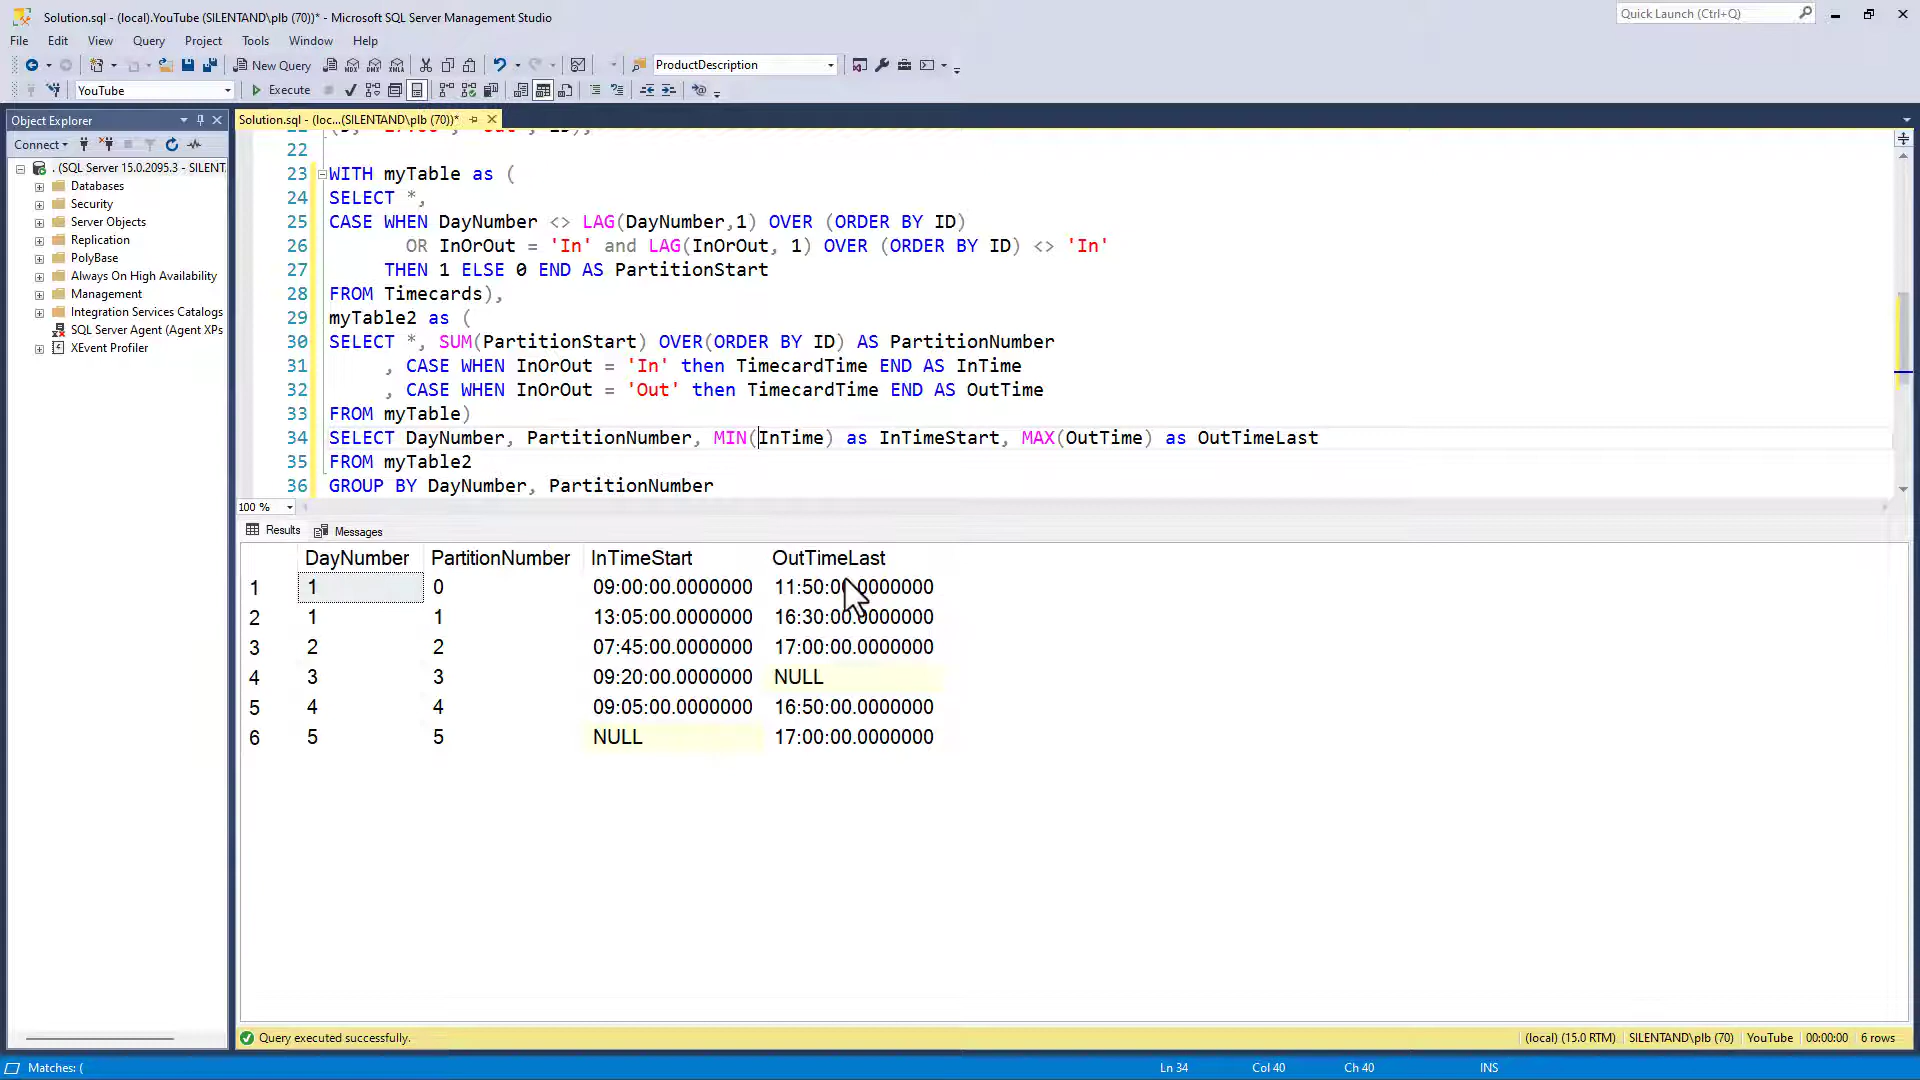 Solution.sql - (local).YouTube (SILENTAND\plb (70))* - Microsoft SQL Server Management Studio
Quick Launch (Ctrl+Q)
File Edit View Query Project Tools Window Help
New Query
ProductDescription
YouTube
Execute
Object Explorer
Solution.sql - (loc...(SILENTAND\plb (70))*
Connect
. (SQL Server 15.0.2095.3 - SILENT
Databases
Security
Server Objects
Replication
PolyBase
Always On High Availability
Management
Integration Services Catalogs
SQL Server Agent (Agent XPs
XEvent Profiler
22
23 WITH myTable as (
24 SELECT *,
25 CASE WHEN DayNumber <> LAG(DayNumber,1) OVER (ORDER BY ID)
26 OR InOrOut = 'In' and LAG(InOrOut, 1) OVER (ORDER BY ID) <> 'In'
27 THEN 1 ELSE 0 END AS PartitionStart
28 FROM Timecards),
29 myTable2 as (
30 SELECT *, SUM(PartitionStart) OVER(ORDER BY ID) AS PartitionNumber
31 , CASE WHEN InOrOut = 'In' then TimecardTime END AS InTime
32 , CASE WHEN InOrOut = 'Out' then TimecardTime END AS OutTime
33 FROM myTable)
34 SELECT DayNumber, PartitionNumber, MIN(InTime) as InTimeStart, MAX(OutTime) as OutTimeLast
35 FROM myTable2
36 GROUP BY DayNumber, PartitionNumber
100 %
Results Messages
DayNumber PartitionNumber InTimeStart OutTimeLast
1 1 0 09:00:00.0000000 11:50:00.0000000
2 1 1 13:05:00.0000000 16:30:00.0000000
3 2 2 07:45:00.0000000 17:00:00.0000000
4 3 3 09:20:00.0000000 NULL
5 4 4 09:05:00.0000000 16:50:00.0000000
6 5 5 NULL 17:00:00.0000000
Query executed successfully.
(local) (15.0 RTM) SILENTAND\plb (70) YouTube 00:00:00 6 rows
Matches: (
Ln 34 Col 40 Ch 40 INS